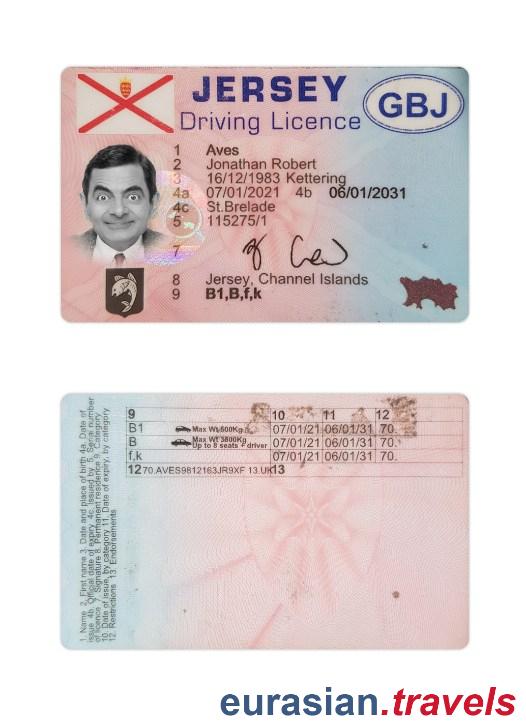 JERSEY
GBJ
Driving Licence
1 Aves
2 Jonathan Robert
3 16/12/1983 Kettering
4a 07/01/2021 4b 06/01/2031
4c St.Brelade
5 115275/1
7
8 Jersey, Channel Islands
9 B1,B,f,k
1. Name 2. First name 3. Date and place of birth 4a. Date of
issue 4b. Official date of expiry 4c. Issued by 5. Serial number
of licence 7. Signature 8. Permanent residence 9. Category
10. Date of issue, by category 11. Date of expiry, by category
12. Restrictions 13. Endorsements
9 10 11 12
B1 Max Wt 500Kg 07/01/21 06/01/31 70.
B Max Wt 3500Kg 07/01/21 06/01/31 70.
Up to 8 seats + driver
f,k 07/01/21 06/01/31 70.
12 70.AVES9812163JR9XF 13.UK 13
eurasian.travels